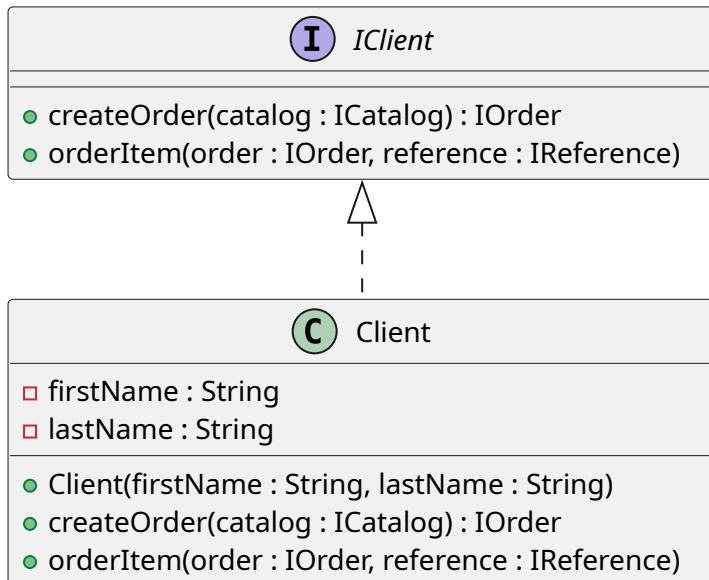 I IClient
createOrder(catalog : ICatalog) : IOrder
orderItem(order : IOrder, reference : IReference)
C Client
firstName : String
lastName : String
Client(firstName : String, lastName : String)
createOrder(catalog : ICatalog) : IOrder
orderItem(order : IOrder, reference : IReference)